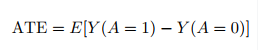 ATE = E[Y(A = 1) − Y(A = 0)]